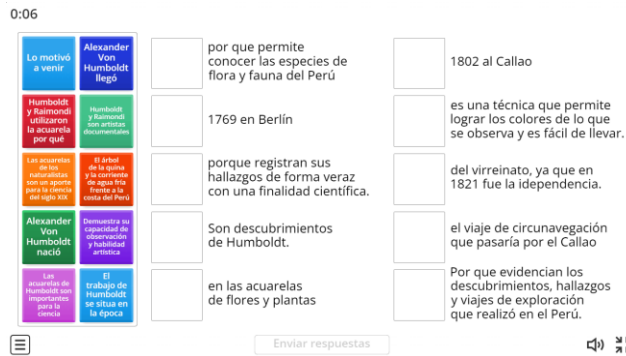 0:06
Lo motivó
a venir
Alexander
Von
Humboldt
llegó
Humboldt
y Raimondi
utilizaron
la acuarela
por qué
Humboldt
y Raimondi
son artistas
documentales
Las acuarelas
de los
naturalistas
son un aporte
para la ciencia
del siglo XIX
El árbol
de la quina
y la corriente
de agua fría
frente a la
costa del Perú
Alexander
Von
Humboldt
nació
Demuestra su
capacidad de
observación
y habilidad
artística
Las
acuarelas de
Humboldt son
importantes
para la
ciencia
El
trabajo de
Humboldt
se situa en
la época
por que permite
conocer las especies de
flora y fauna del Perú
1769 en Berlín
porque registran sus
hallazgos de forma veraz
con una finalidad científica.
Son descubrimientos
de Humboldt.
en las acuarelas
de flores y plantas
1802 al Callao
es una técnica que permite
lograr los colores de lo que
se observa y es fácil de llevar.
del virreinato, ya que en
1821 fue la idependencia.
el viaje de circunavegación
que pasaría por el Callao
Por que evidencian los
descubrimientos, hallazgos
y viajes de exploración
que realizó en el Perú.
Enviar respuestas